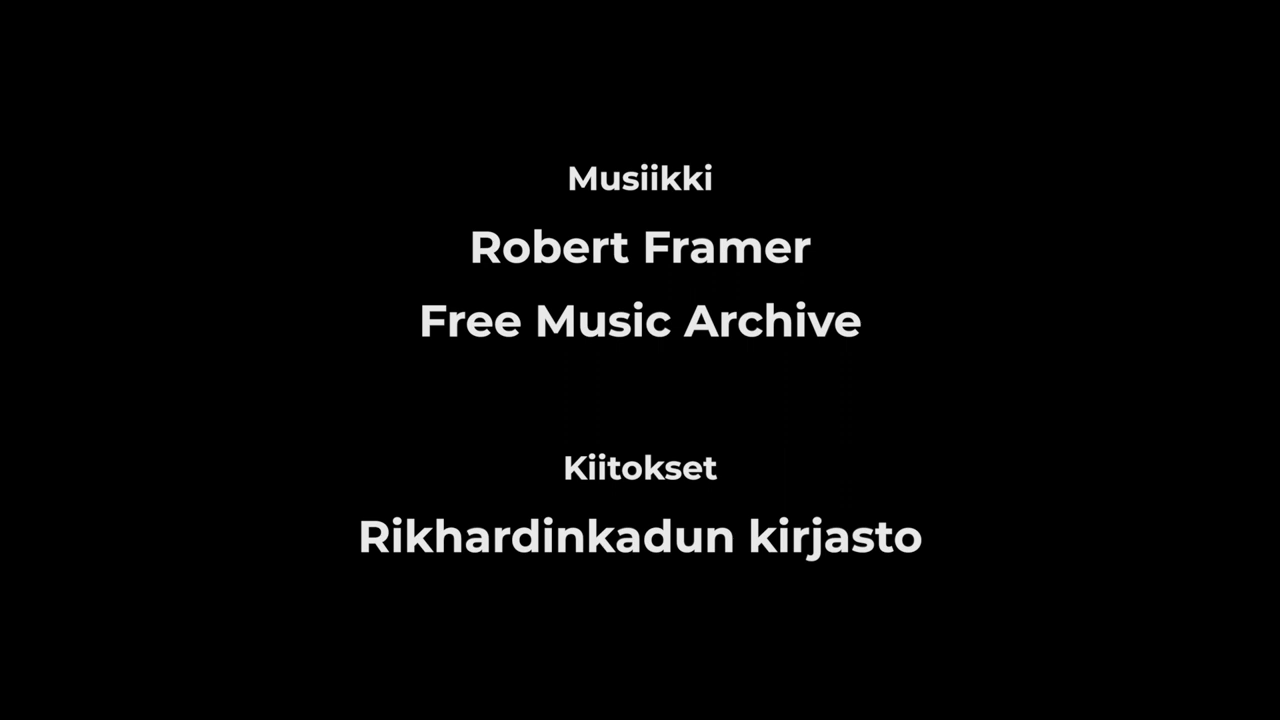 Musiikki
Robert Framer
Free Music Archive
Kiitokset
Rikhardinkadun kirjasto